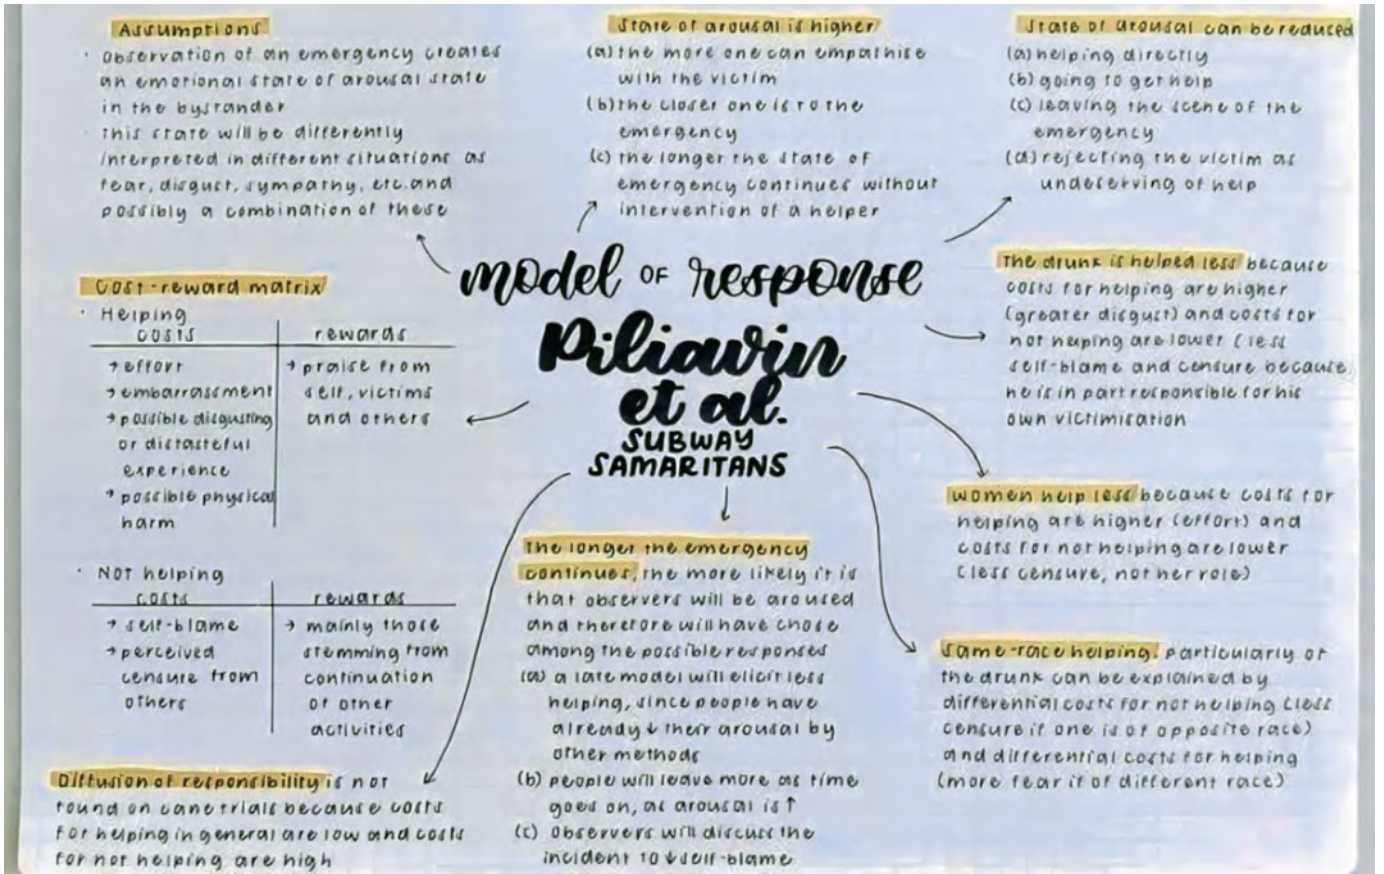 Assumptions
· Observation of an emergency creates
an emotional state of arousal state
in the bystander
· This state will be differently
interpreted in different situations as
fear, disgust, sympathy, etc. and
possibly a combination of these
State of arousal is higher
(a) the more one can empathise
with the victim
(b) the closer one is to the
emergency
(c) the longer the state of
emergency continues without
intervention of a helper
State of arousal can be reduced
(a) helping directly
(b) going to get help
(c) leaving the scene of the
emergency
(d) rejecting the victim as
undeserving of help
model OF response
Piliavin
et al.
SUBWAY
SAMARITANS
Cost-reward matrix
· Helping
costs
→ effort
→ embarrassment
→ possible disgusting
or distasteful
experience
→ possible physical
harm
rewards
→ praise from
self, victims
and others
· Not helping
costs
→ self-blame
→ perceived
censure from
others
rewards
→ mainly those
stemming from
continuation
of other
activities
The drunk is helped less because
costs for helping are higher
(greater disgust) and costs for
not helping are lower (less
self-blame and censure because
he is in part responsible for his
own victimisation
Women help less because costs for
helping are higher (effort) and
costs for not helping are lower
(less censure, not her role)
Same-race helping, particularly of
the drunk can be explained by
differential costs for not helping (less
censure if one is of opposite race)
and differential costs for helping
(more fear if of different race)
The longer the emergency
continues, the more likely it is
that observers will be aroused
and therefore will have chose
among the possible responses
(a) a late model will elicit less
helping, since people have
already ↓ their arousal by
other methods
(b) people will leave more as time
goes on, as arousal is ↑
(c) Observers will discuss the
incident to ↓ self-blame
Diffusion of responsibility is not
found on cane trials because costs
for helping in general are low and costs
for not helping are high